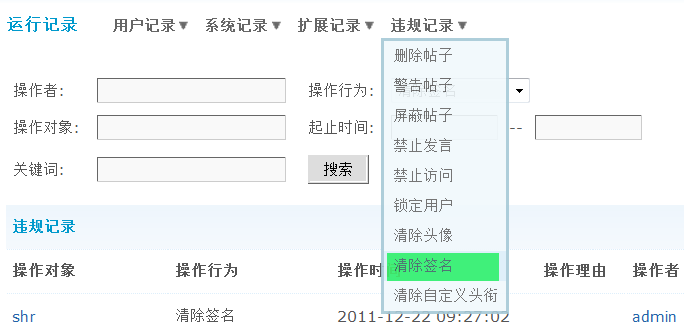 运行记录 用户记录▼ 系统记录▼ 扩展记录▼ 违规记录▼
删除帖子
警告帖子
屏蔽帖子
禁止发言
禁止访问
锁定用户
清除头像
清除签名
清除自定义头衔
操作者： 操作行为：
操作对象： 起止时间： --
关键词： 搜索
违规记录
操作对象 操作行为 操作时 操作理由 操作者
shr 清除签名 2011-12-22 09:27:02 admin